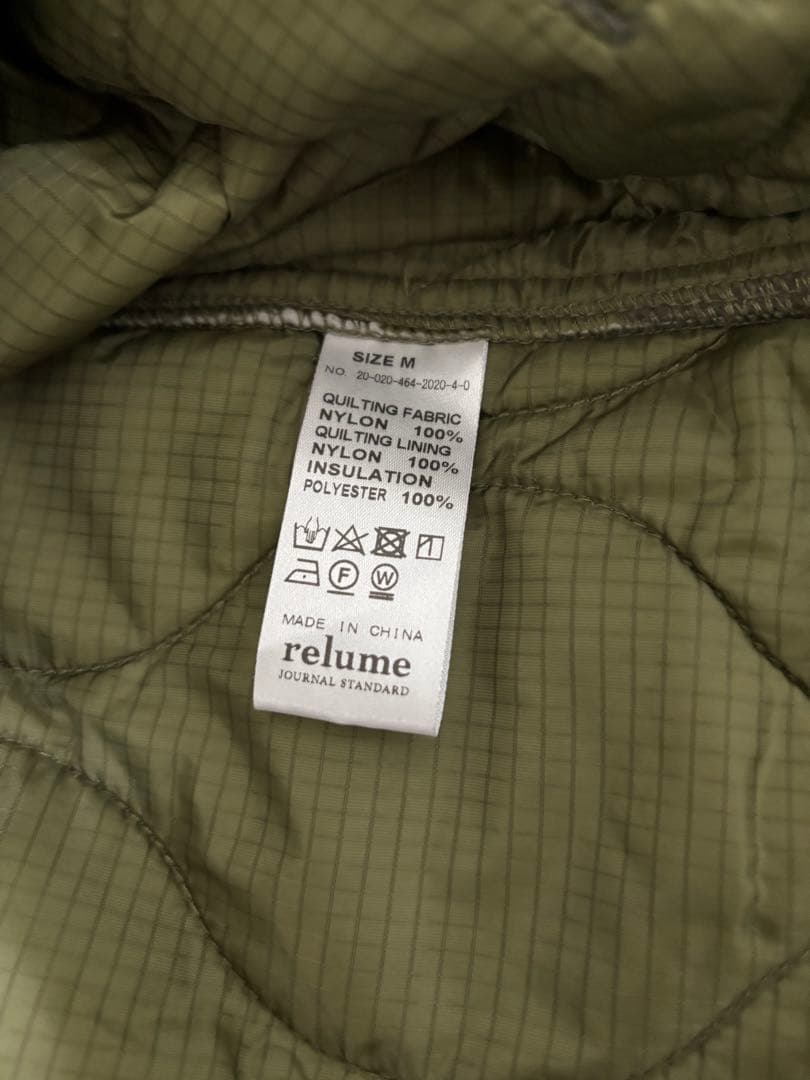 SIZE M
NO. 20-020-464-2020-4-0
QUILTING FABRIC
NYLON 100%
QUILTING LINING
NYLON 100%
INSULATION
POLYESTER 100%
F W
MADE IN CHINA
relume
JOURNAL STANDARD